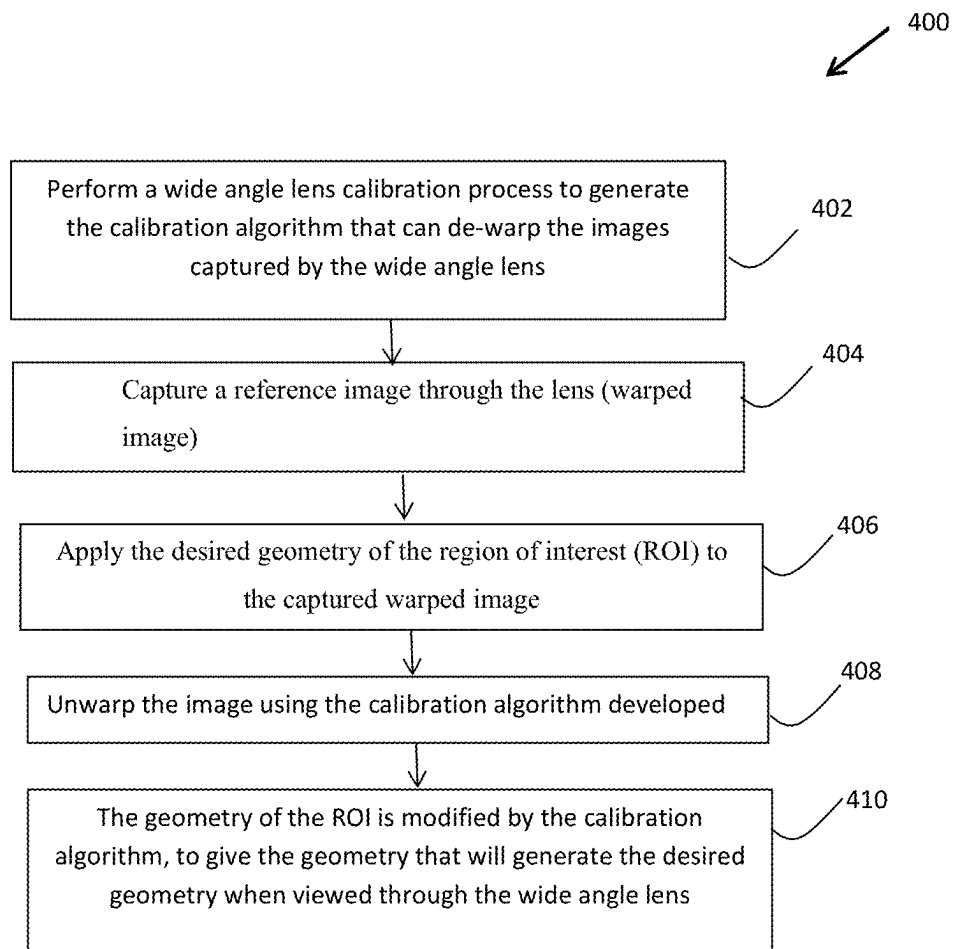 400
Perform a wide angle lens calibration process to generate
the calibration algorithm that can de-warp the images
captured by the wide angle lens
402
404
Capture a reference image through the lens (warped
image)
406
Apply the desired geometry of the region of interest (ROI) to
the captured warped image
408
Unwarp the image using the calibration algorithm developed
410
The geometry of the ROI is modified by the calibration
algorithm, to give the geometry that will generate the desired
geometry when viewed through the wide angle lens